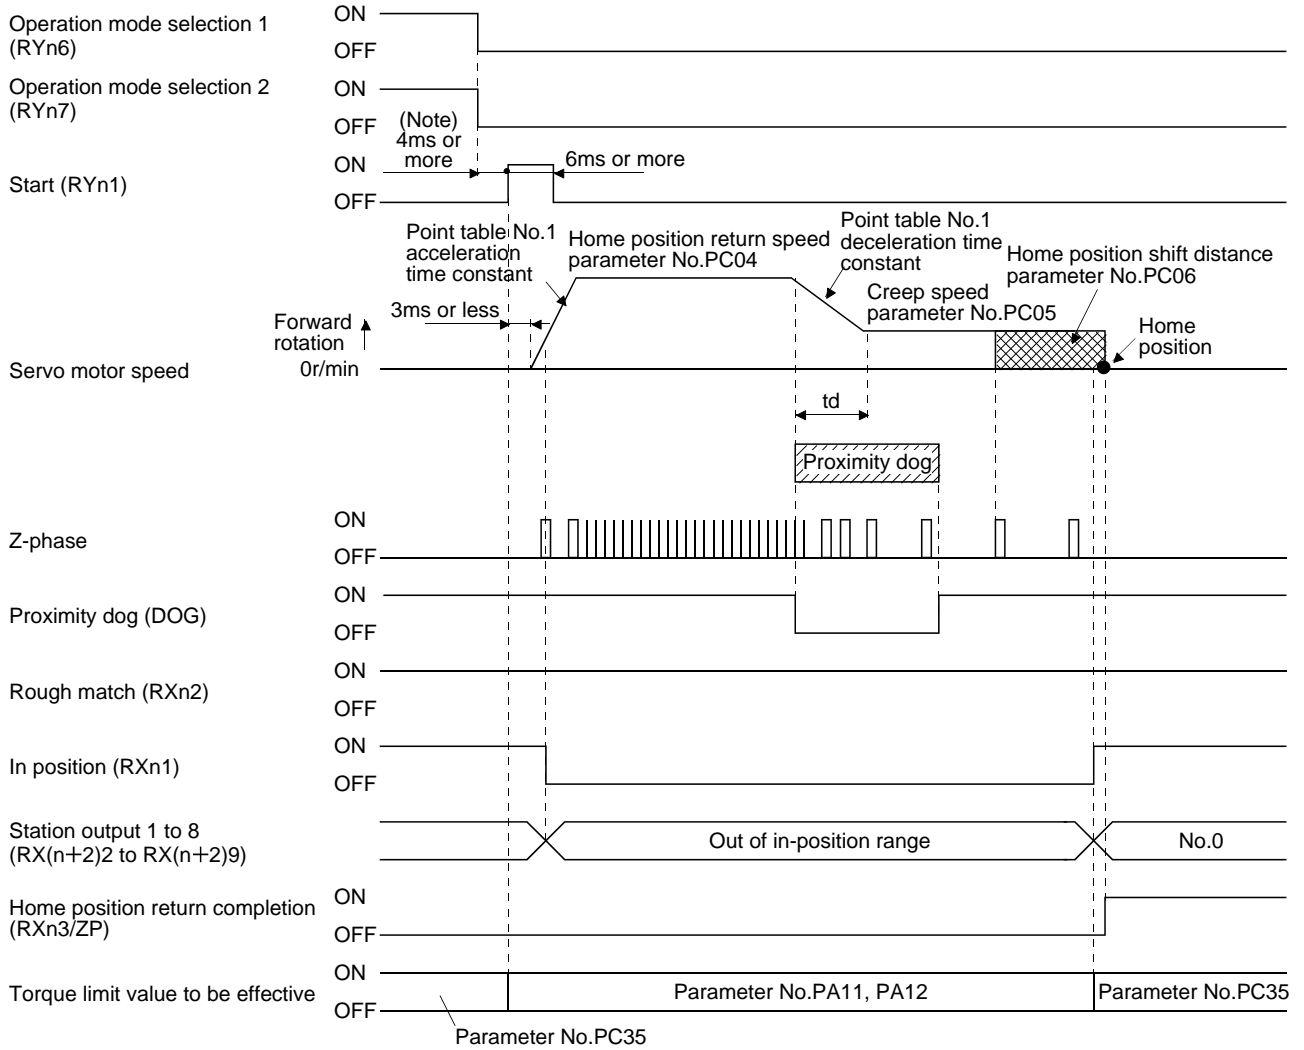 Operation mode selection 1
(RYn6)
ON
OFF
Operation mode selection 2
(RYn7)
ON
OFF
(Note)
4ms or
more
6ms or more
Start (RYn1)
ON
OFF
Point table No.1
acceleration
time constant
Home position return speed
parameter No.PC04
Point table No.1
deceleration time
constant
Home position shift distance
parameter No.PC06
Creep speed
parameter No.PC05
3ms or less
Forward
rotation
0r/min
Home
position
Servo motor speed
td
Proximity dog
Z-phase
ON
OFF
Proximity dog (DOG)
ON
OFF
Rough match (RXn2)
ON
OFF
In position (RXn1)
ON
OFF
Station output 1 to 8
(RX(n+2)2 to RX(n+2)9)
Out of in-position range
No.0
Home position return completion
(RXn3/ZP)
ON
OFF
Torque limit value to be effective
ON
OFF
Parameter No.PA11, PA12
Parameter No.PC35
Parameter No.PC35